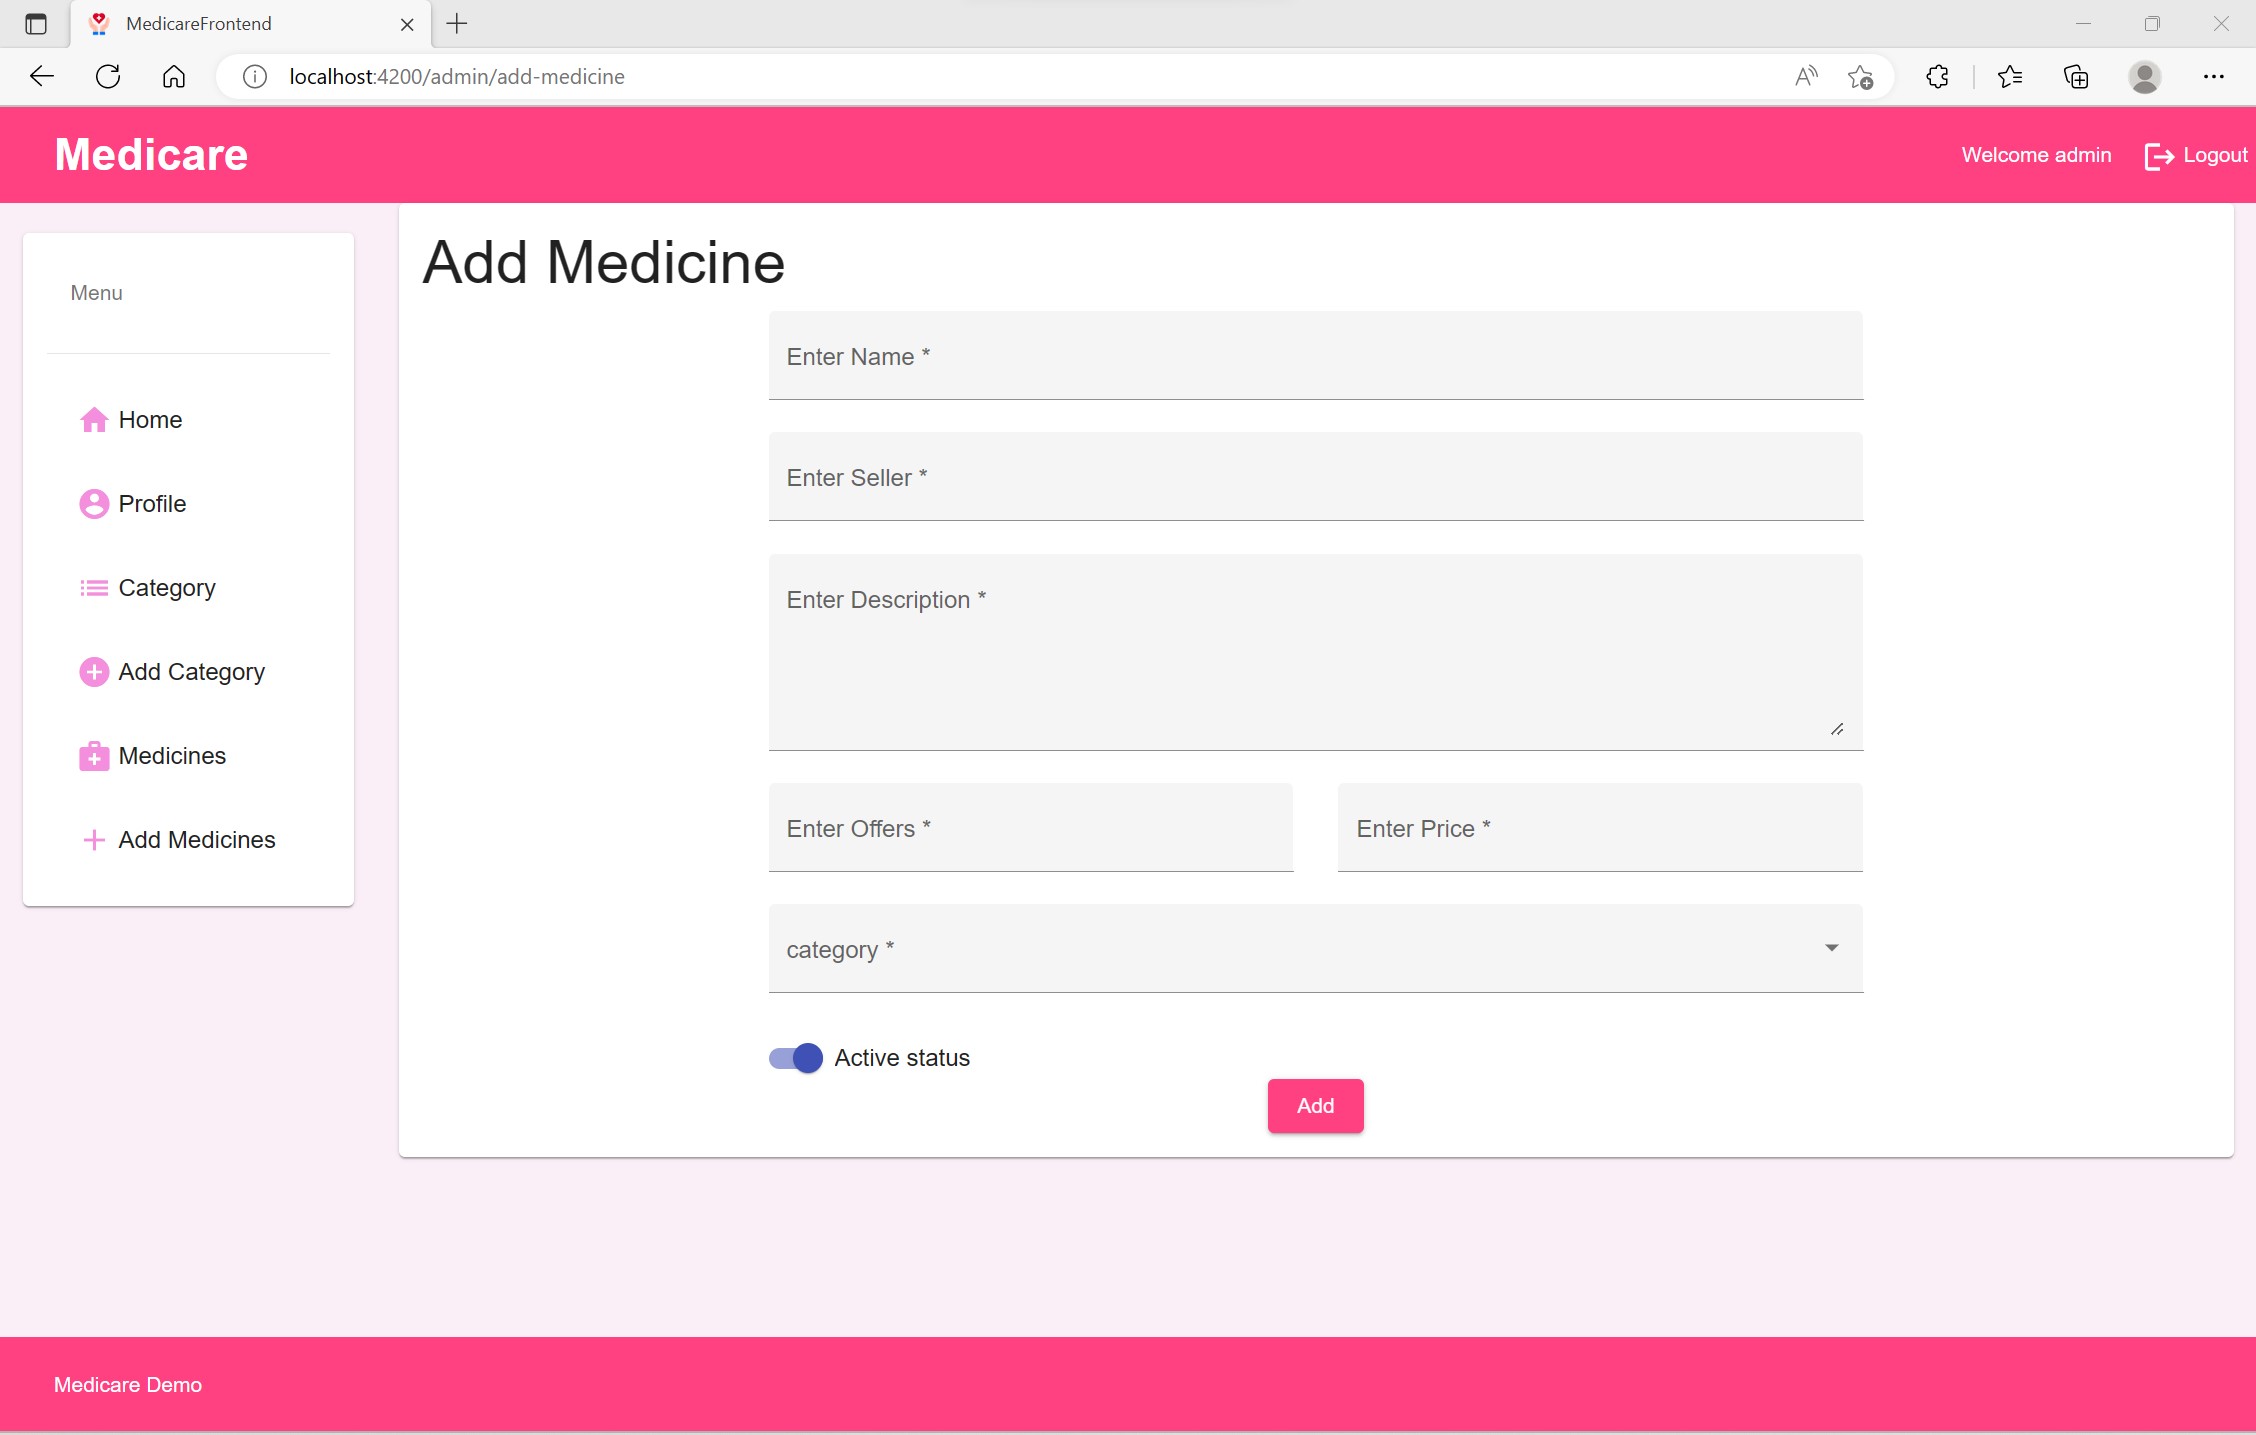 MedicareFrontend
localhost:4200/admin/add-medicine
Medicare
Welcome admin
Logout
Menu
Home
Profile
Category
Add Category
Medicines
Add Medicines
Add Medicine
Enter Name *
Enter Seller *
Enter Description *
Enter Offers *
Enter Price *
category *
Active status
Add
Medicare Demo